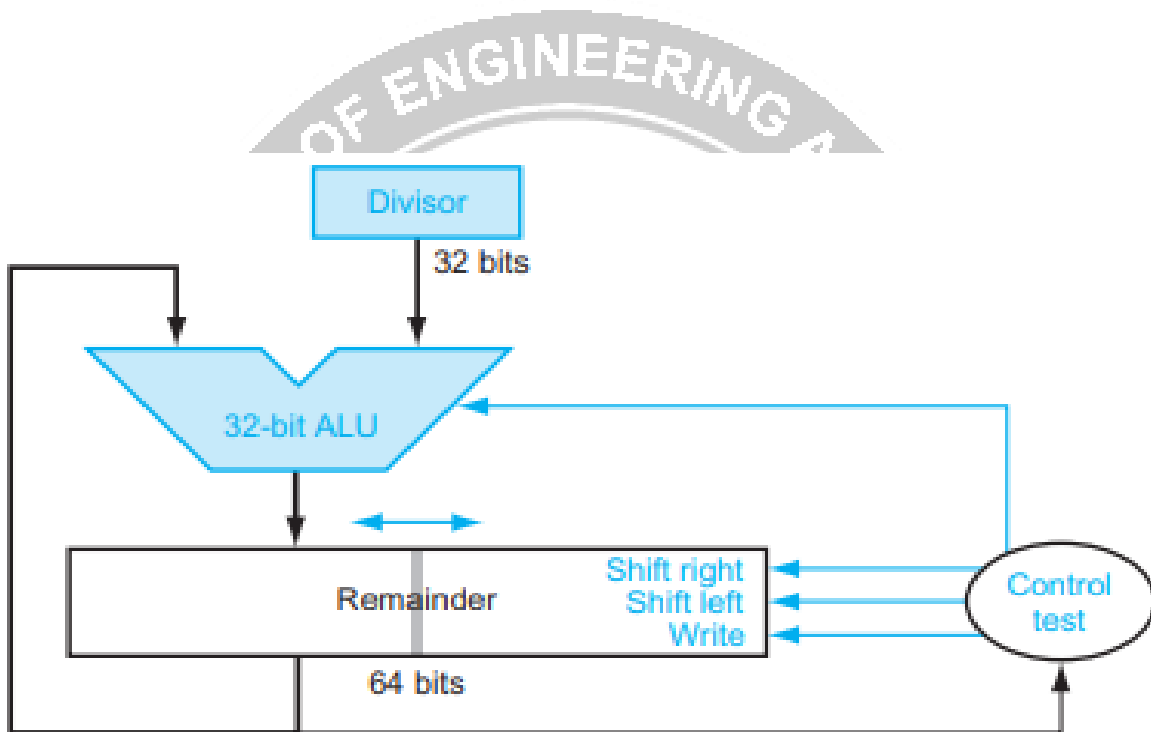 OF ENGINEERING A
Divisor
32 bits
32-bit ALU
Remainder
Shift right
Shift left
Write
Control
test
64 bits